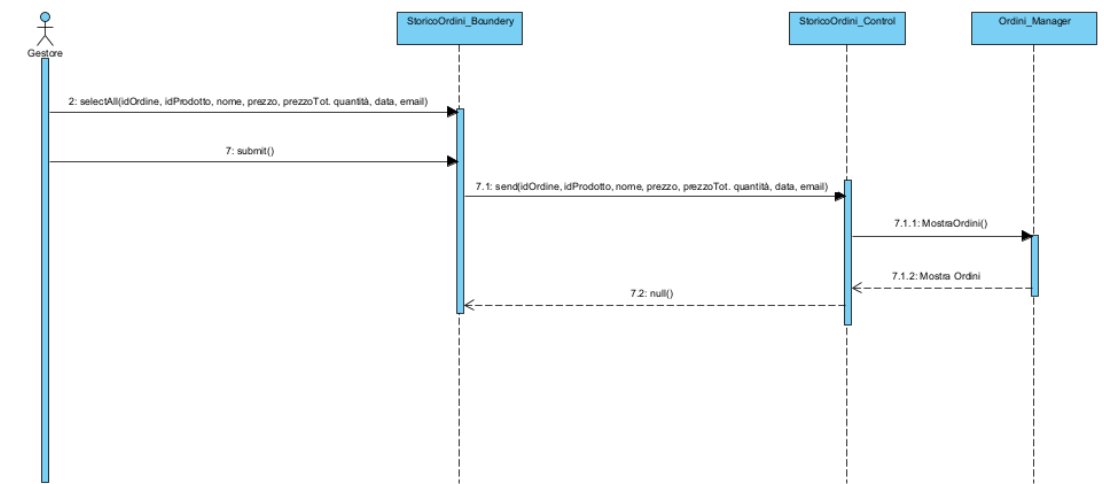 StoricoOrdini_Boundery
StoricoOrdini_Control
Ordini_Manager
Gestore
2: selectAll(idOrdine, idProdotto, nome, prezzo, prezzoTot. quantità, data, email)
7: submit()
7.1: send(idOrdine, idProdotto, nome, prezzo, prezzoTot. quantità, data, email)
7.1.1: MostraOrdini()
7.1.2: Mostra Ordini
7.2: null()